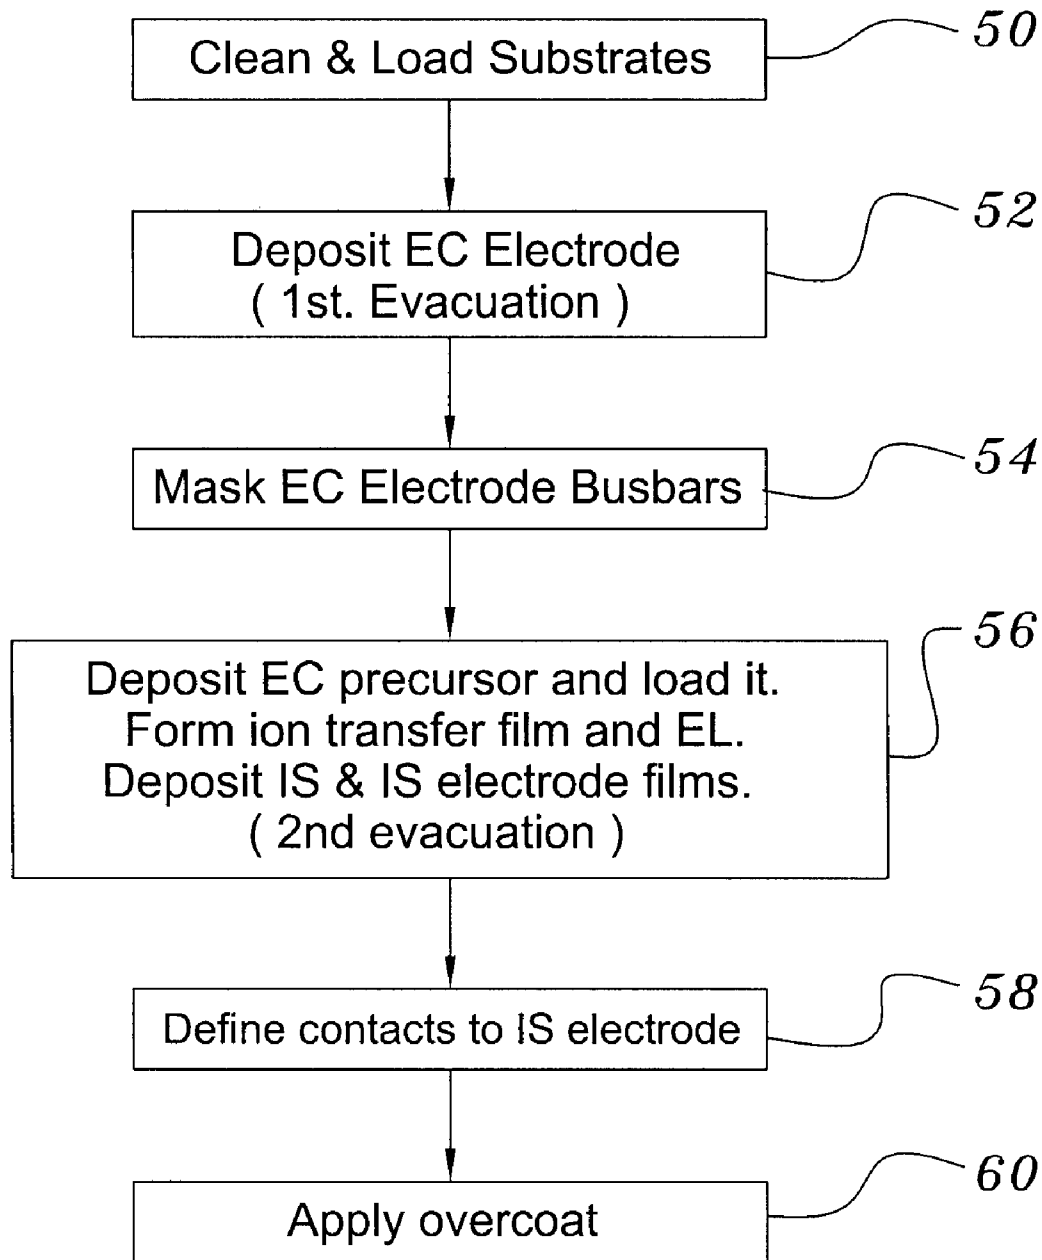 Clean & Load Substrates
50
Deposit EC Electrode
( 1st. Evacuation )
52
Mask EC Electrode Busbars
54
Deposit EC precursor and load it.
Form ion transfer film and EL.
Deposit IS & IS electrode films.
( 2nd evacuation )
56
Define contacts to IS electrode
58
Apply overcoat
60